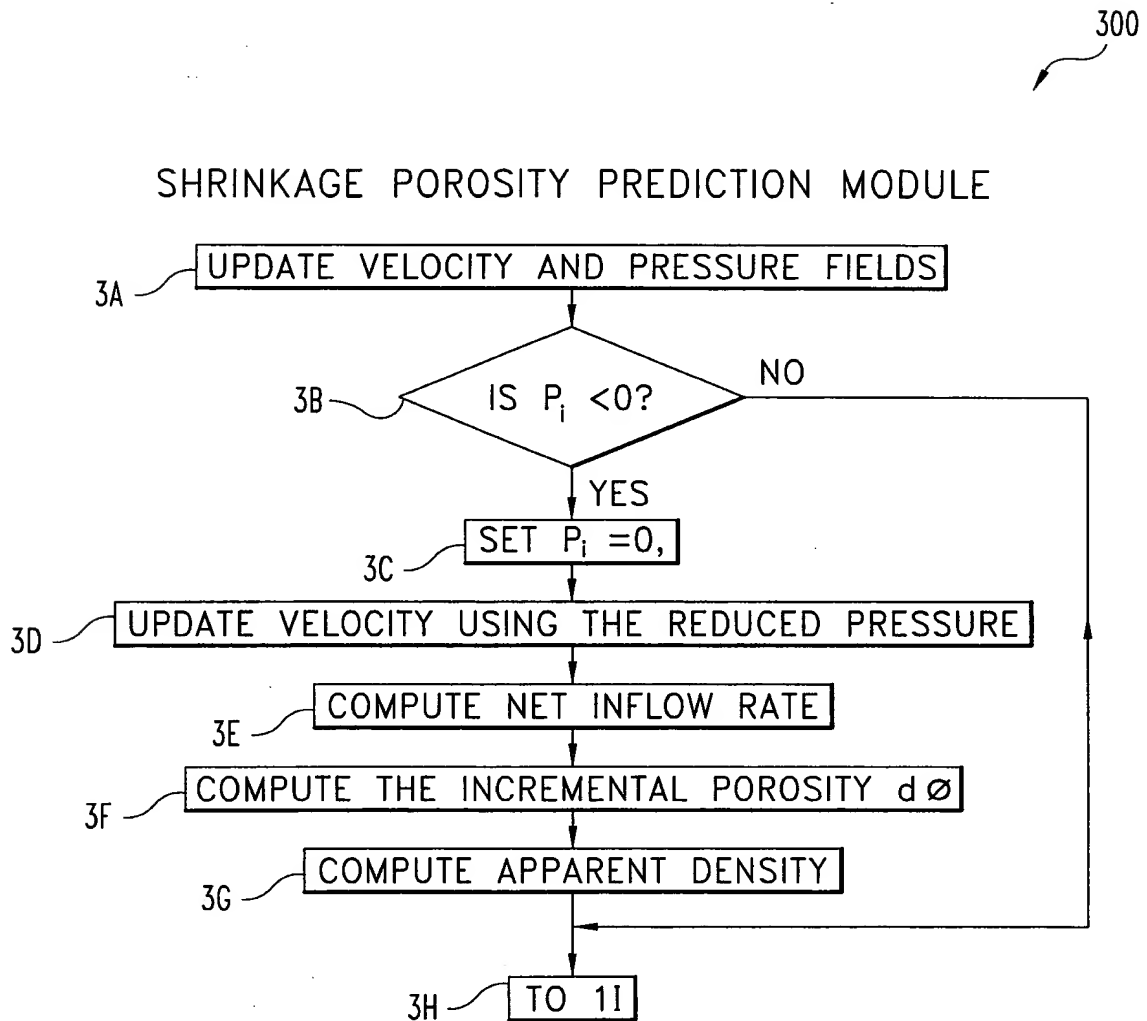 300
SHRINKAGE POROSITY PREDICTION MODULE
UPDATE VELOCITY AND PRESSURE FIELDS
3A
IS Pi <0?
3B
NO
YES
SET Pi =0,
3C
UPDATE VELOCITY USING THE REDUCED PRESSURE
3D
COMPUTE NET INFLOW RATE
3E
COMPUTE THE INCREMENTAL POROSITY dØ
3F
COMPUTE APPARENT DENSITY
3G
TO 1I
3H